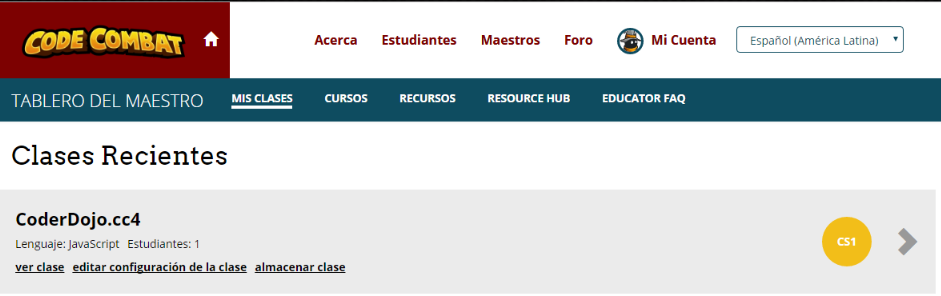 CODE COMBAT Acerca Estudiantes Maestros Foro Mi Cuenta Español (América Latina)
TABLERO DEL MAESTRO MIS CLASES CURSOS RECURSOS RESOURCE HUB EDUCATOR FAQ
Clases Recientes
CoderDojo.cc4
Lenguaje: JavaScript Estudiantes: 1
CS1
ver clase editar configuración de la clase almacenar clase